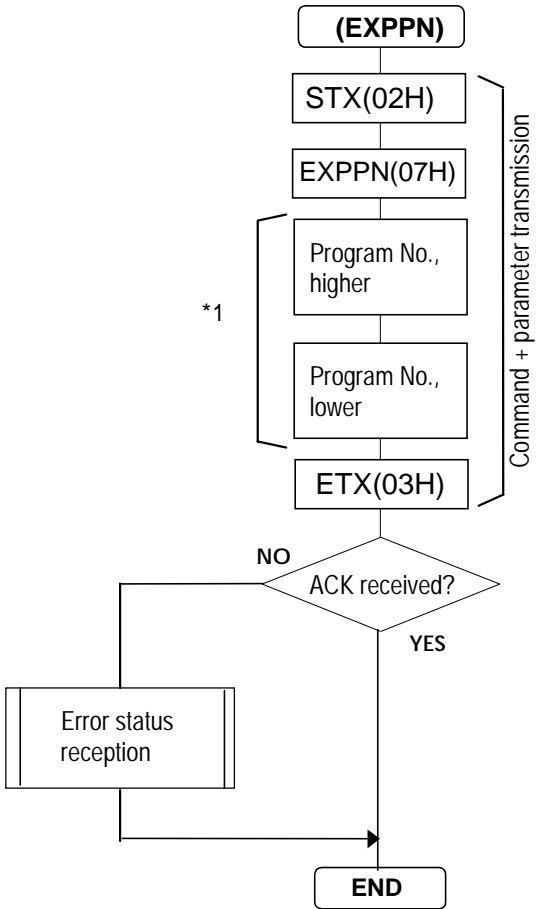 (EXPPN)
STX(02H)
EXPPN(07H)
Program No.,
higher
*1
Program No.,
lower
ETX(03H)
Command + parameter transmission
NO
ACK received?
YES
Error status
reception
END